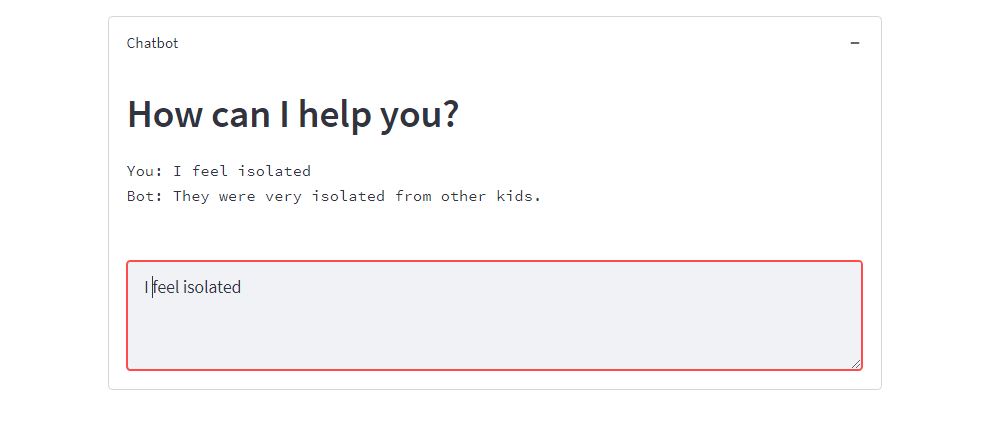 Chatbot
How can I help you?
You: I feel isolated
Bot: They were very isolated from other kids.
I feel isolated